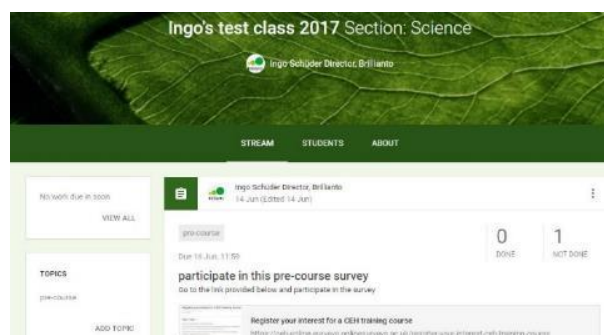 Ingo's test class 2017 Section: Science
Ingo Schüder Director, Brillianto
STREAM STUDENTS ABOUT
No work due in soon
VIEW ALL
TOPICS
pre-course
ADD TOPIC
Ingo Schüder Director, Brillianto
14 Jun (Edited 14 Jun)
pre-course
0 DONE
1 NOT DONE
Due 16 Jun, 11:59
participate in this pre-course survey
Go to the link provided below and participate in the survey
Register your interest for a CEH training course